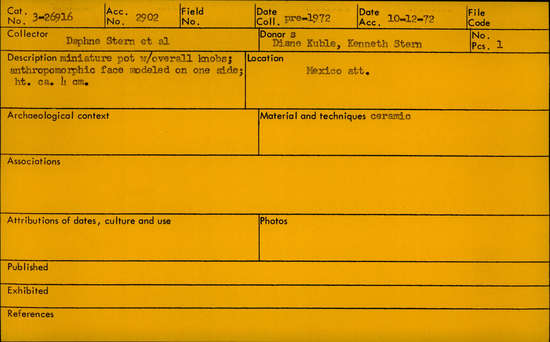 Cat. No. 3-26916 Acc. No. 2902 Field No. Date Coll. pre-1972 Date Acc. 10-12-72 File Code
Collector Daphne Stern et al Donor s Diane Kuble, Kenneth Stern No. Pcs. 1
Description miniature pot w/overall knobs;
anthropomorphic face modeled on one side;
ht. ca. 4 cm.
Location
Mexico att.
Archaeological context Material and techniques ceramic
Associations
Attributions of dates, culture and use Photos
Published
Exhibited
References